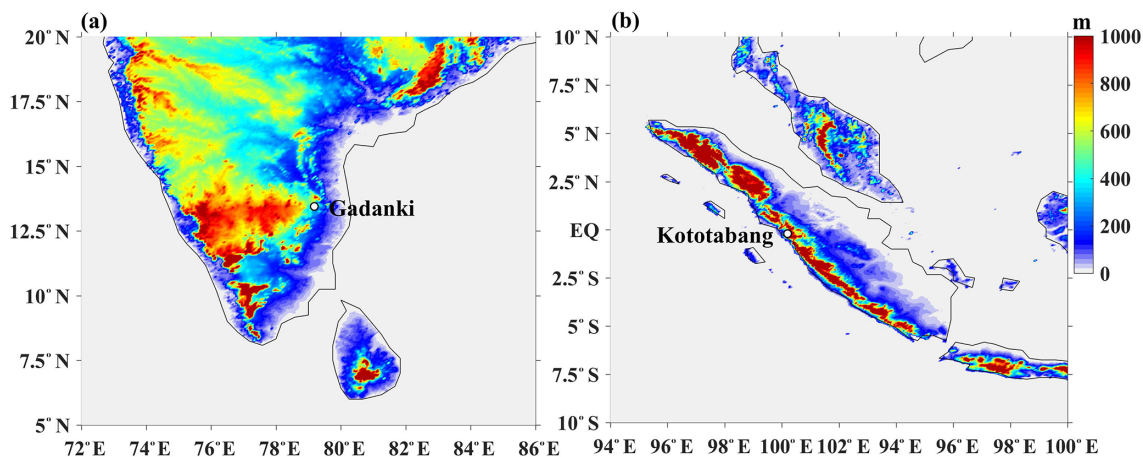 (a)
20° N
17.5° N
15° N
12.5° N
10° N
7.5° N
5° N
Gadanki
72° E 74° E 76° E 78° E 80° E 82° E 84° E 86° E
(b)
10° N
7.5° N
5° N
2.5° N
EQ
2.5° S
5° S
7.5° S
10° S
Kototabang
94° E 96° E 98° E 100° E 102° E 94° E 96° E 98° E 100° E
m
1000
800
600
400
200
0